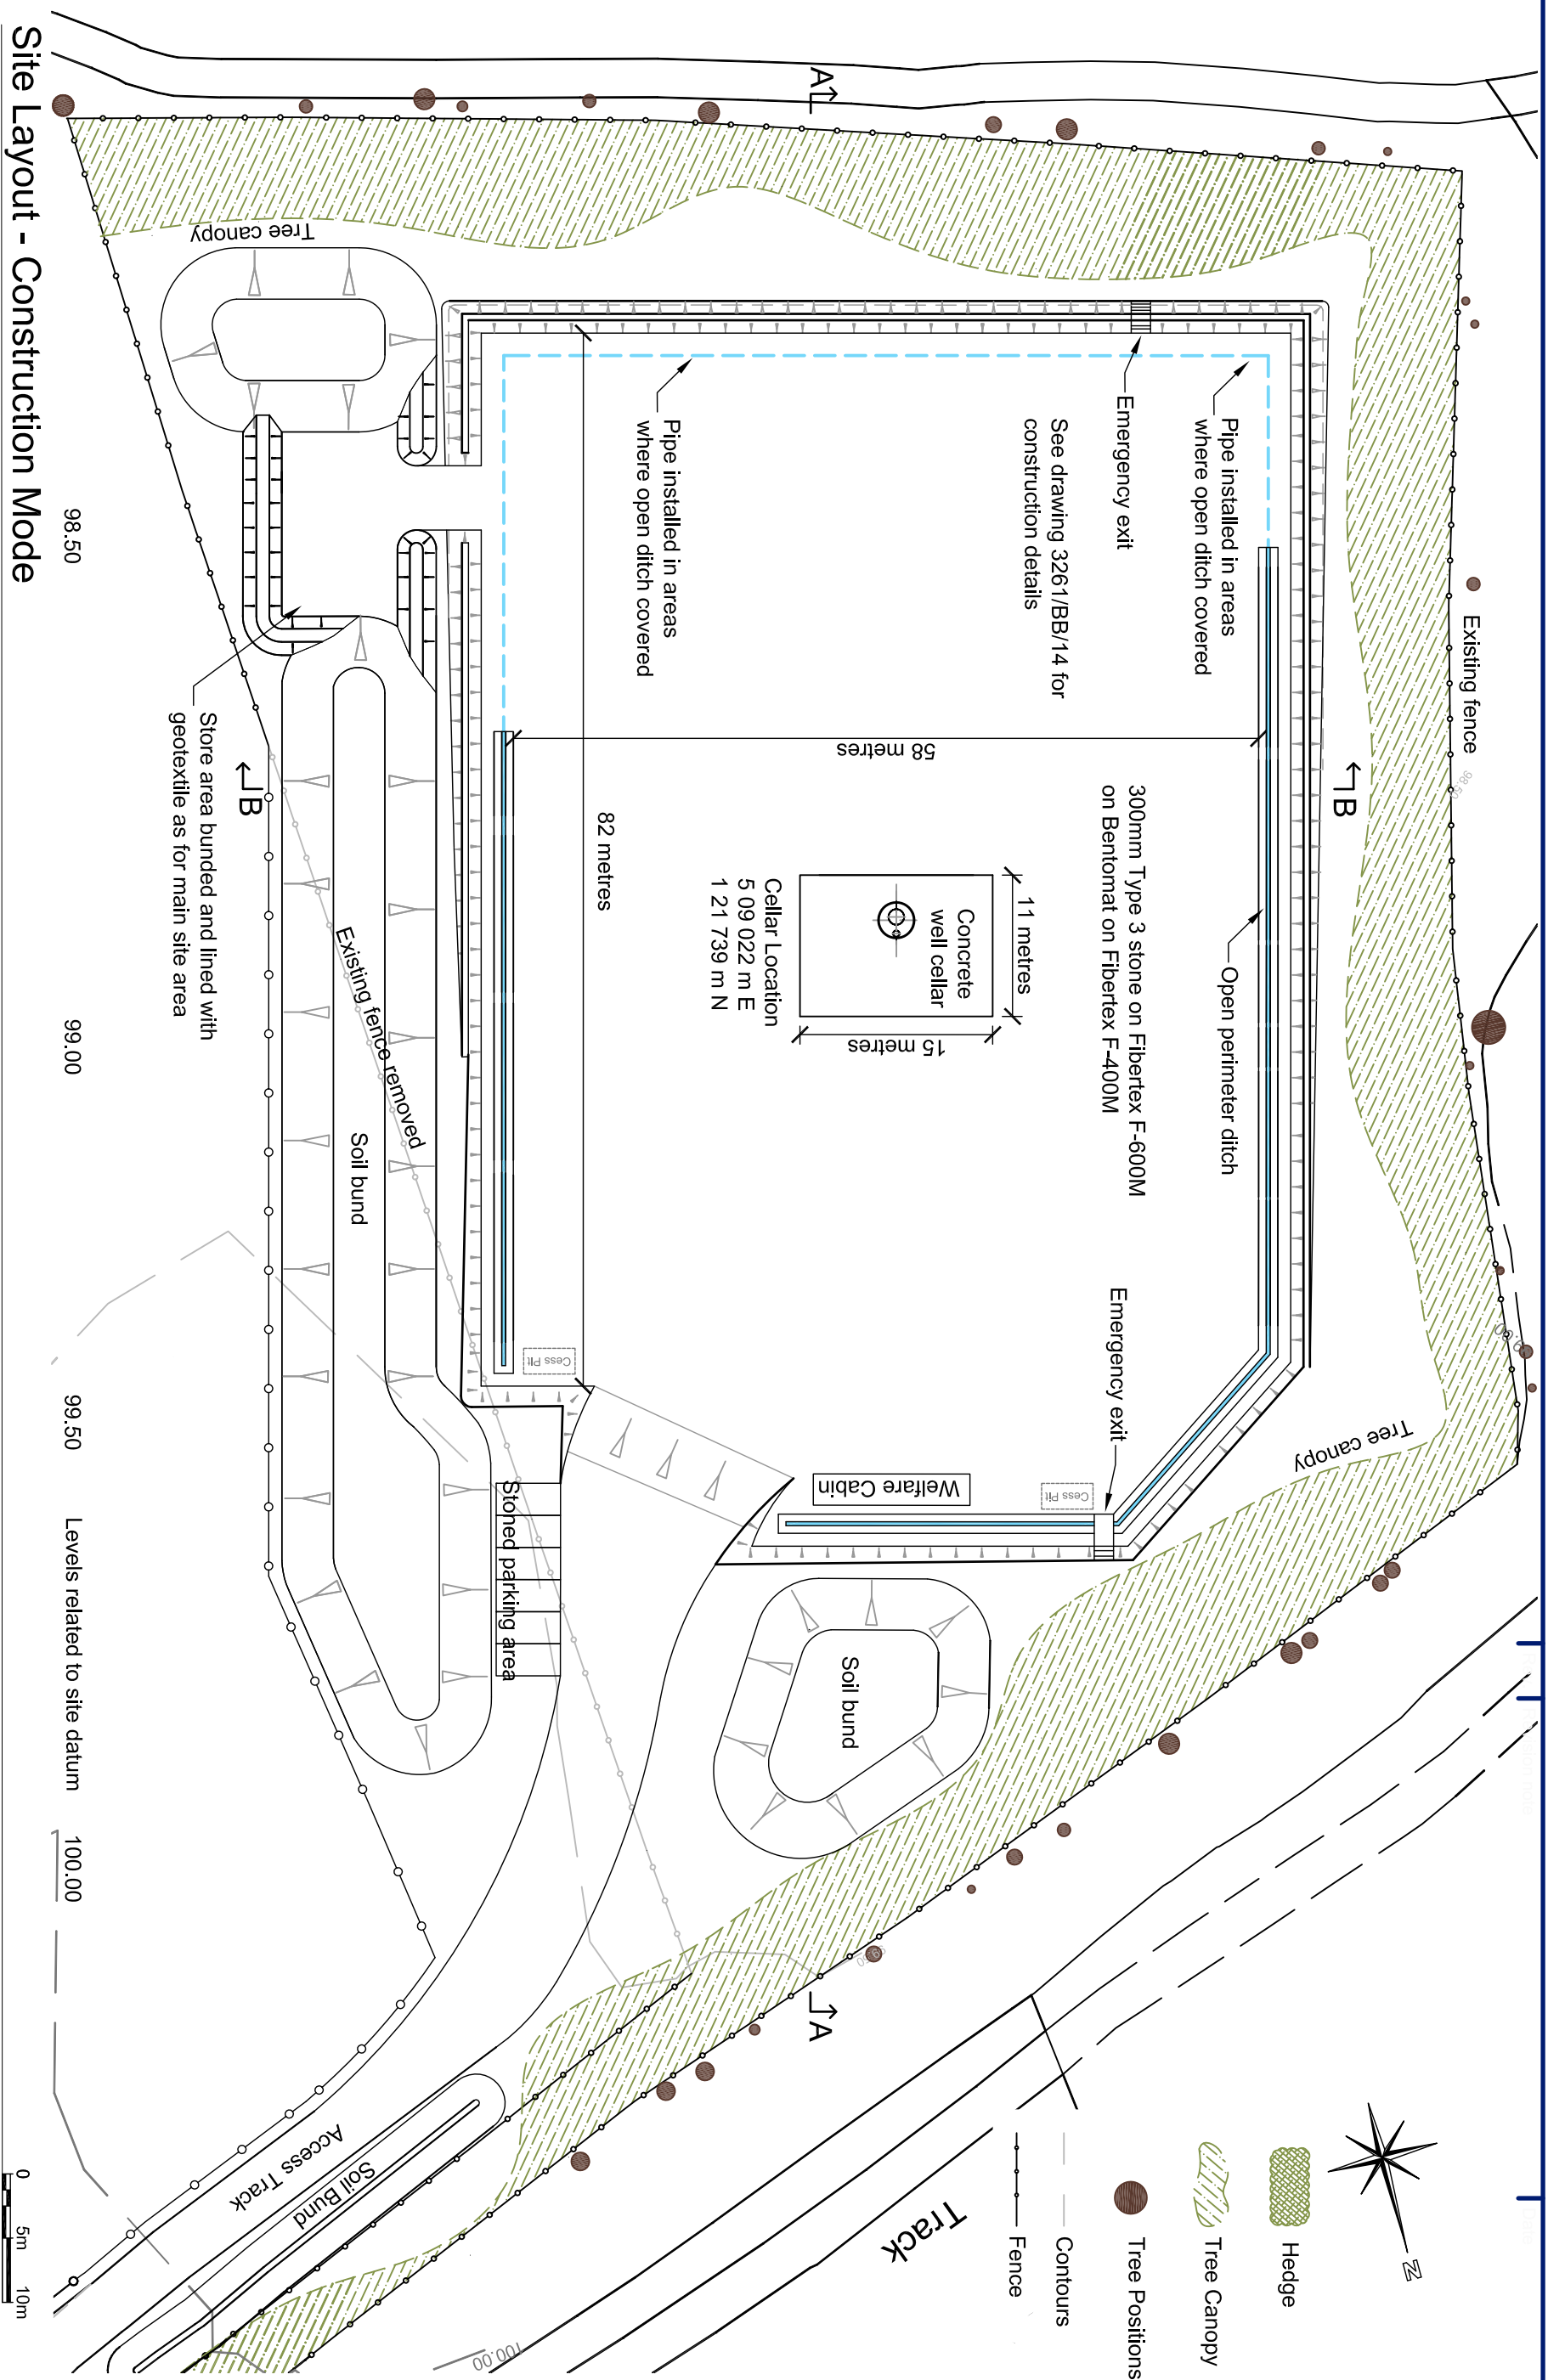 Site Layout - Construction Mode
A
Tree canopy
Existing fence
98.50
Emergency exit
Pipe installed in areas
where open ditch covered
Pipe installed in areas
where open ditch covered
See drawing 3261/BB/14 for
construction details
98.50
B
58 metres
300mm Type 3 stone on Fibertex F-600M
on Bentomat on Fibertex F-400M
Open perimeter ditch
82 metres
11 metres
Concrete
well cellar
15 metres
Cellar Location
5 09 022 m E
1 21 739 m N
Store area bunded and lined with
geotextile as for main site area
B
Existing fence removed
Soil bund
99.00
Cess Pit
Emergency exit
Cess Pit
Welfare Cabin
Tree canopy
Stoned parking area
Soil bund
99.50
Levels related to site datum
100.00
A
Access Track
Soil Bund
Track
100.00
N
Hedge
Tree Canopy
Tree Positions
Contours
Fence
0
5m
10m